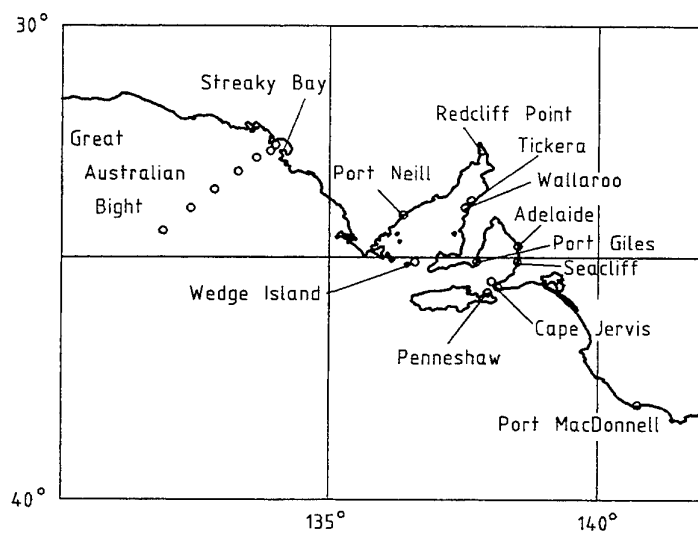 30°
Streaky Bay
Redcliff Point
Great
Tickera
Port Neill
Australian
Wallaroo
Bight
Adelaide
Port Giles
Seacliff
Wedge Island
Cape Jervis
Penneshaw
Port MacDonnell
40°
135°
140°